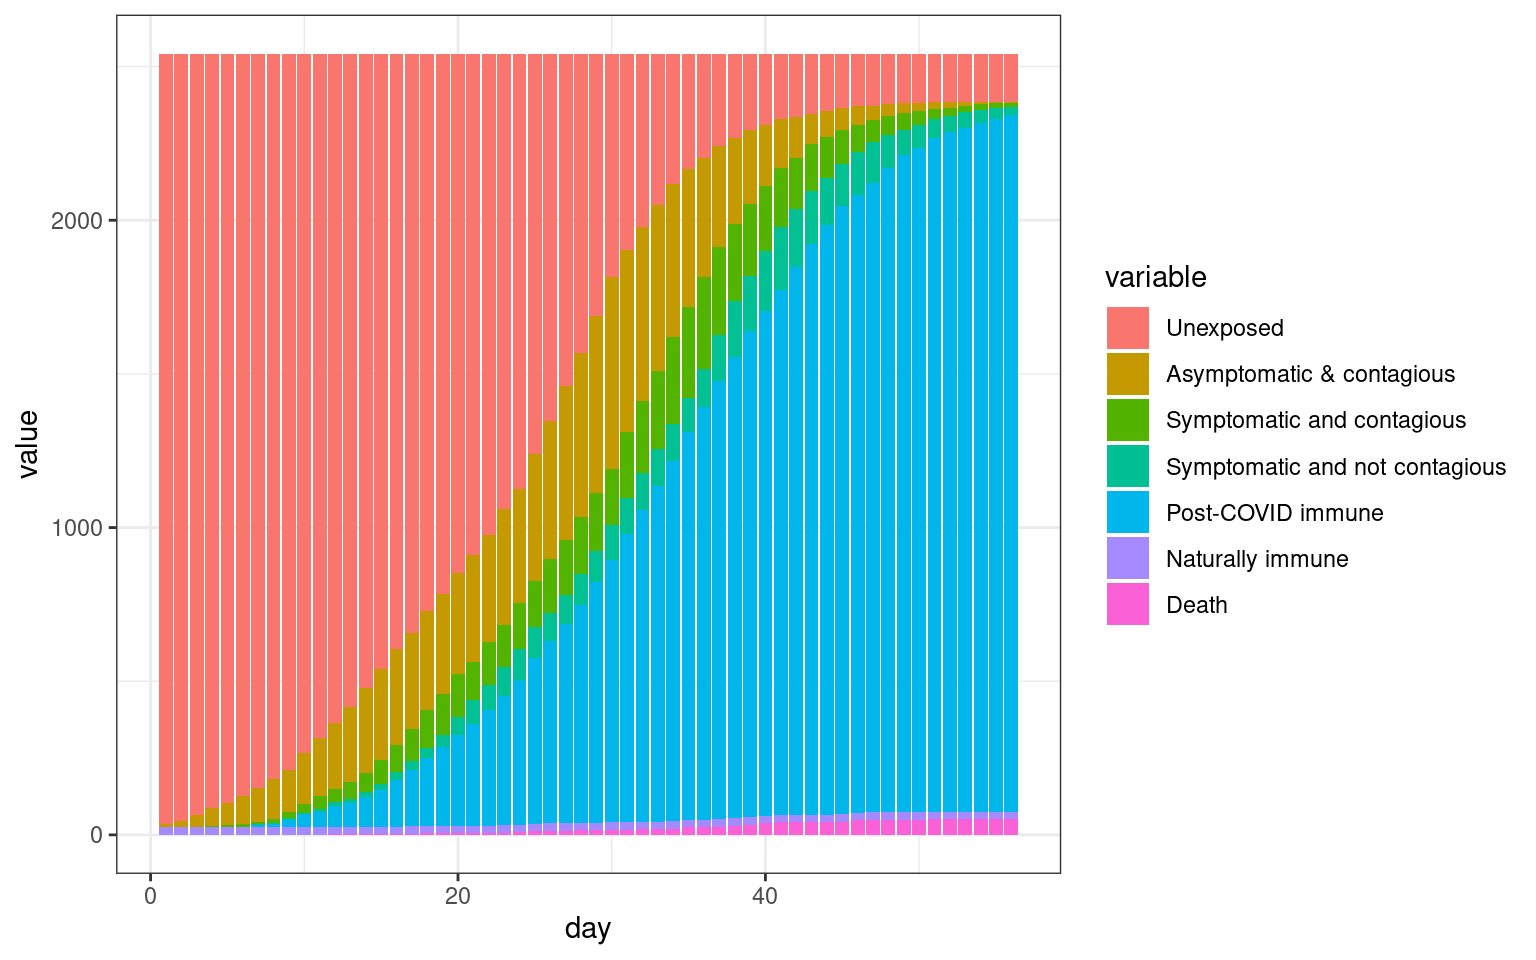 value
2000
1000
0
0
20
40
day
variable
Unexposed
Asymptomatic & contagious
Symptomatic and contagious
Symptomatic and not contagious
Post-COVID immune
Naturally immune
Death